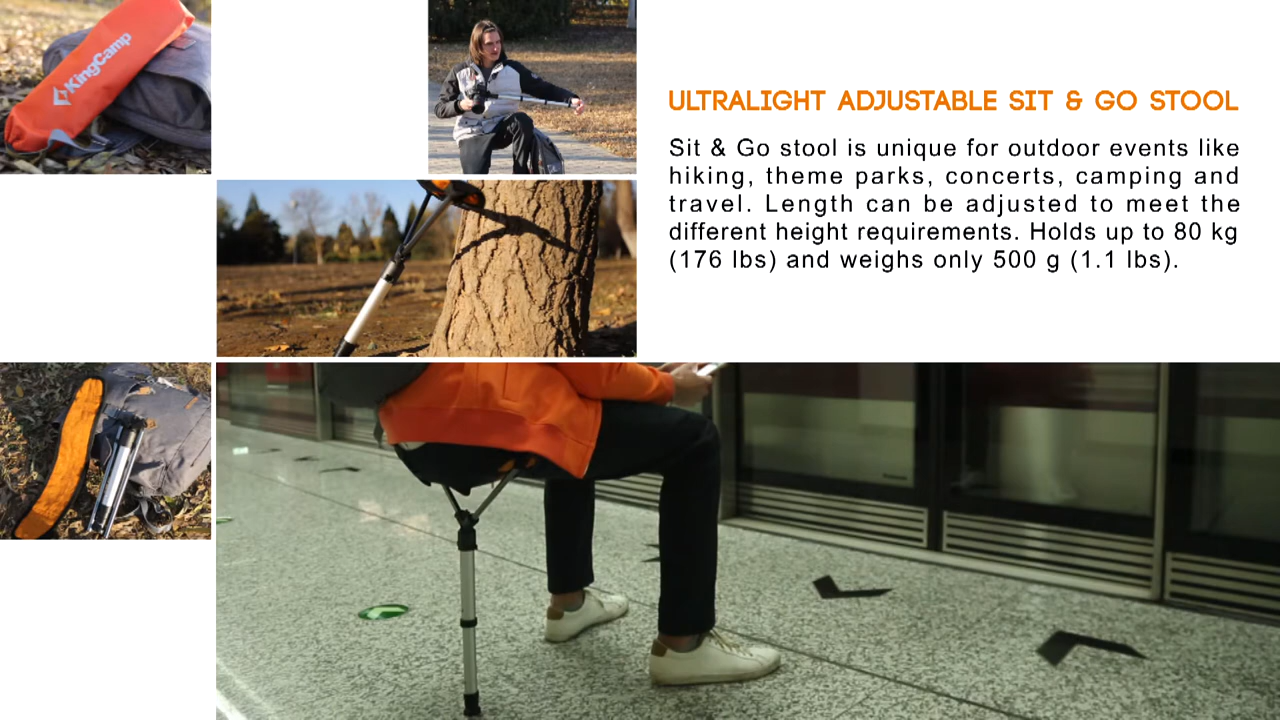 KingCamp
ULTRALIGHT ADJUSTABLE SIT & GO STOOL
Sit & Go stool is unique for outdoor events like
hiking, theme parks, concerts, camping and
travel. Length can be adjusted to meet the
different height requirements. Holds up to 80 kg
(176 lbs) and weighs only 500 g (1.1 lbs).